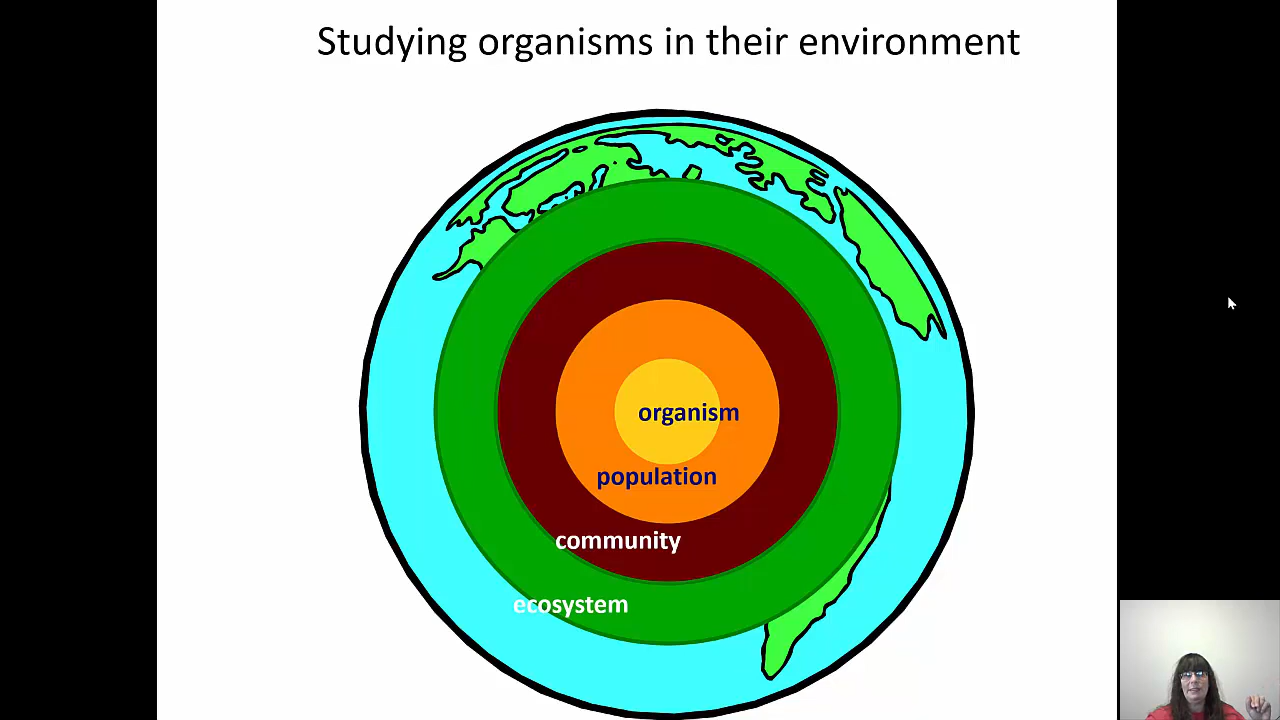 Studying organisms in their environment
organism
population
community
ecosystem